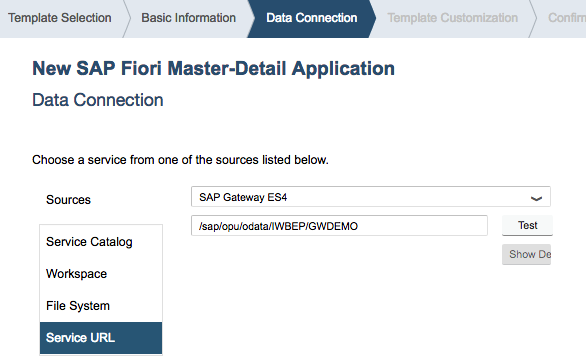 Template Selection Basic Information Data Connection Template Customization Confirm
New SAP Fiori Master-Detail Application
Data Connection
Choose a service from one of the sources listed below.
Sources SAP Gateway ES4
/sap/opu/odata/IWBEP/GWDEMO Test
Service Catalog Show De
Workspace
File System
Service URL